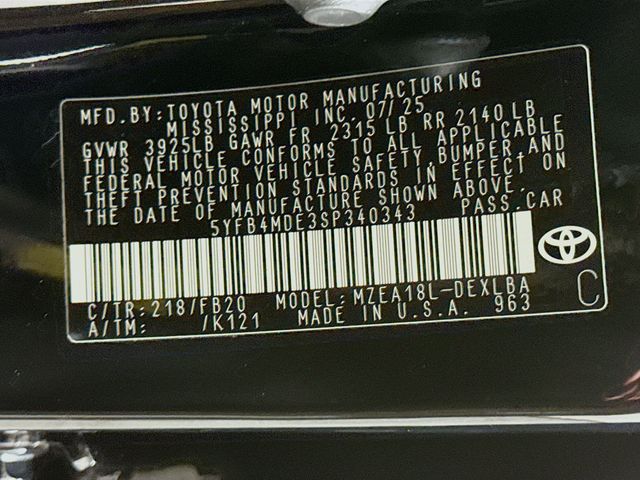 MFD.BY:TOYOTA MOTOR MANUFACTURING
MISSISSIPPI INC. 07/25
GVWR 3925LB GAWR FR 2315 LB RR 2140 LB
THIS VEHICLE CONFORMS TO ALL APPLICABLE
FEDERAL MOTOR VEHICLE SAFETY,BUMPER,AND
THEFT PREVENTION STANDARDS IN EFFECT ON
THE DATE OF MANUFACTURE SHOWN ABOVE.
5YFB4MDE3SP340343 PASS.CAR
C/TR:218/FB20 MODEL:MZEA18L-DEXLBA
A/TM: /K121 MADE IN U.S.A. 963
C